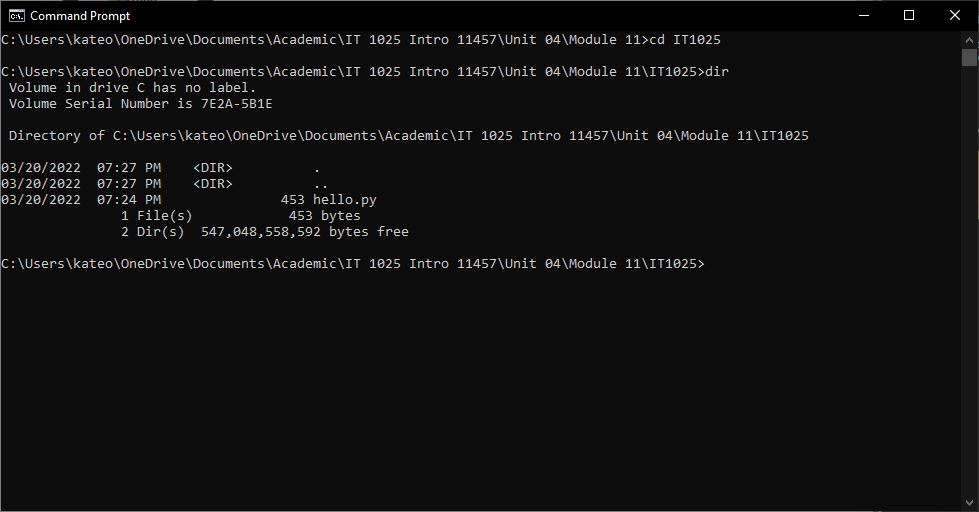 Command Prompt
C:\Users\kateo\OneDrive\Documents\Academic\IT 1025 Intro 11457\Unit 04\Module 11>cd IT1025
C:\Users\kateo\OneDrive\Documents\Academic\IT 1025 Intro 11457\Unit 04\Module 11\IT1025>dir
 Volume in drive C has no label.
 Volume Serial Number is 7E2A-5B1E
 Directory of C:\Users\kateo\OneDrive\Documents\Academic\IT 1025 Intro 11457\Unit 04\Module 11\IT1025
03/20/2022  07:27 PM    <DIR>          .
03/20/2022  07:27 PM    <DIR>          ..
03/20/2022  07:24 PM               453 hello.py
               1 File(s)            453 bytes
               2 Dir(s)  547,048,558,592 bytes free
C:\Users\kateo\OneDrive\Documents\Academic\IT 1025 Intro 11457\Unit 04\Module 11\IT1025>